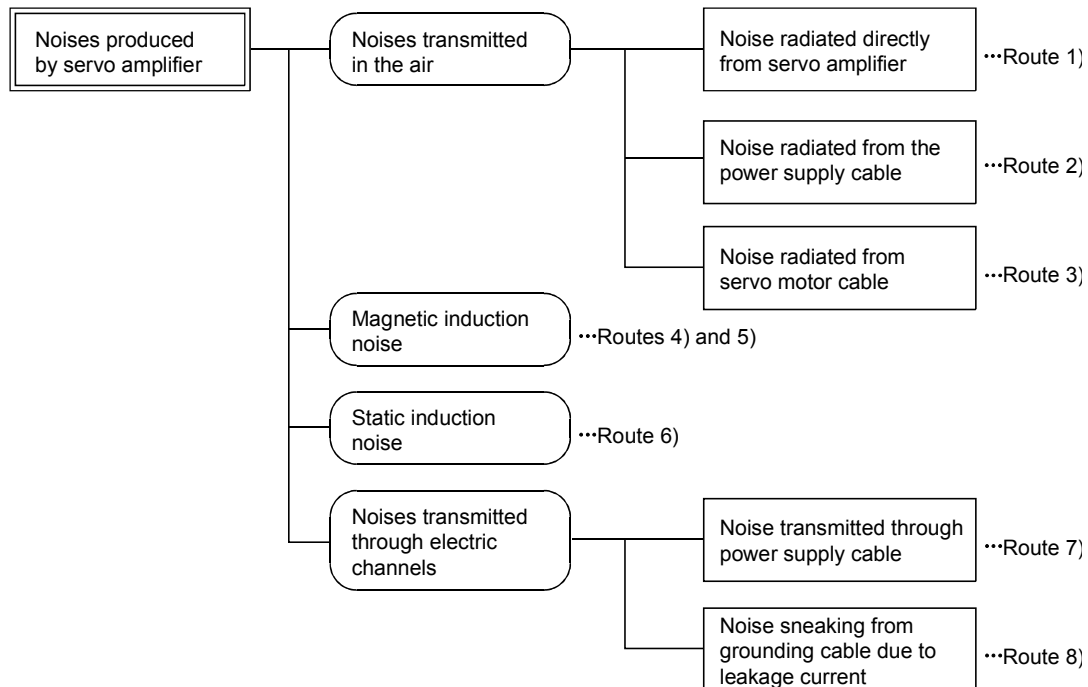 Noises produced
by servo amplifier
Noises transmitted
in the air
Noise radiated directly
from servo amplifier
···Route 1)
Noise radiated from the
power supply cable
···Route 2)
Noise radiated from
servo motor cable
···Route 3)
Magnetic induction
noise
···Routes 4) and 5)
Static induction
noise
···Route 6)
Noises transmitted
through electric
channels
Noise transmitted through
power supply cable
···Route 7)
Noise sneaking from
grounding cable due to
leakage current
···Route 8)